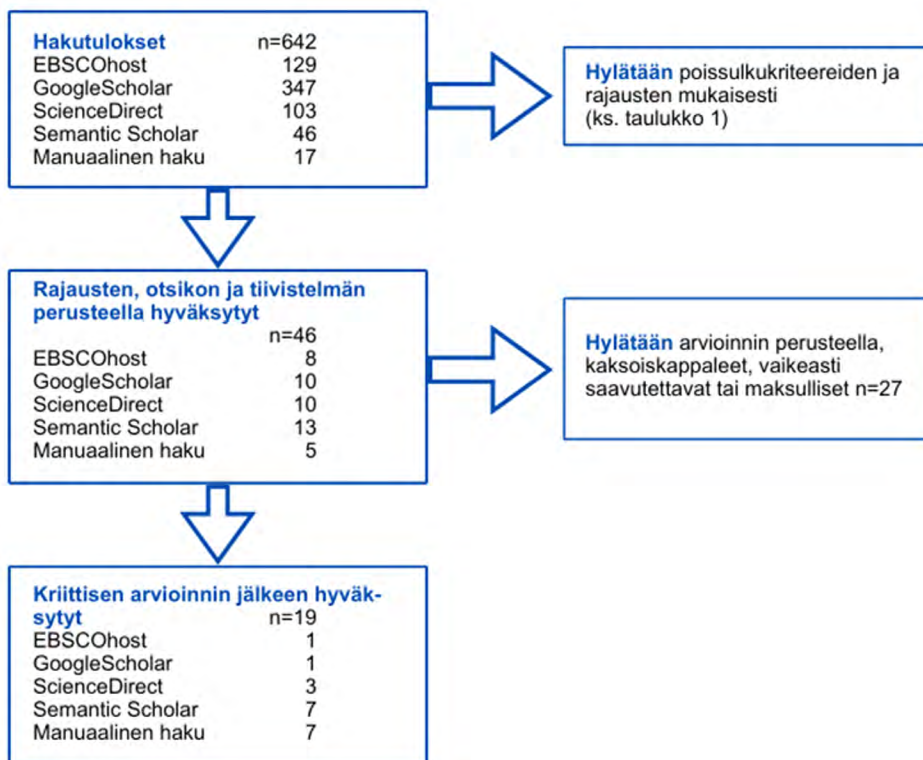 Hakutulokset n=642
EBSCOhost 129
GoogleScholar 347
ScienceDirect 103
Semantic Scholar 46
Manuaalinen haku 17
Hylätään poissulkukriteereiden ja
rajausten mukaisesti
(ks. taulukko 1)
Rajausten, otsikon ja tiivistelmän
perusteella hyväksytyt
n=46
EBSCOhost 8
GoogleScholar 10
ScienceDirect 10
Semantic Scholar 13
Manuaalinen haku 5
Hylätään arvioinnin perusteella,
kaksoiskappaleet, vaikeasti
saavutettavat tai maksulliset n=27
Kriittisen arvioinnin jälkeen hyväk-
sytyt n=19
EBSCOhost 1
GoogleScholar 1
ScienceDirect 3
Semantic Scholar 7
Manuaalinen haku 7